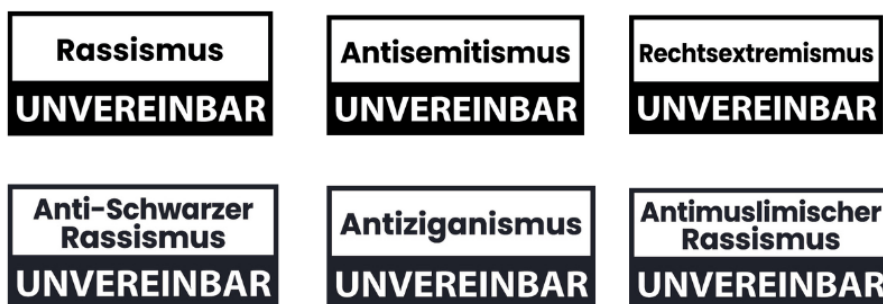 Rassismus
UNVEREINBAR
Antisemitismus
UNVEREINBAR
Rechtsextremismus
UNVEREINBAR
Anti-Schwarzer
Rassismus
UNVEREINBAR
Antiziganismus
UNVEREINBAR
Antimuslimischer
Rassismus
UNVEREINBAR